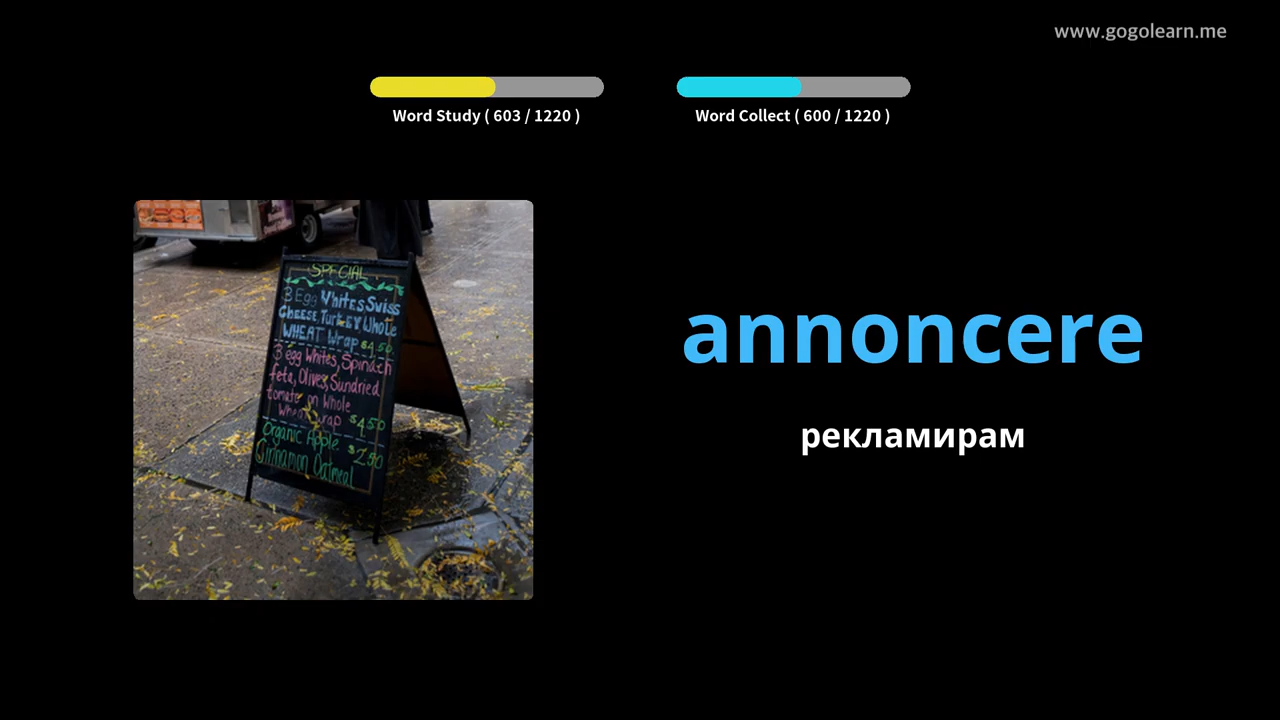 www.gogolearn.me
Word Study ( 603 / 1220 )
Word Collect ( 600 / 1220 )
SPECIAL
3 Egg Whites, Swiss
Cheese, Turkey Whole
WHEAT Wrap $4.50
3 egg Whites, Spinach
feta, Olives, Sundried
tomato on Whole
Wheat Wrap $4.50
Organic Apple
Cinnamon Oatmeal $2.50
annoncere
рекламирам